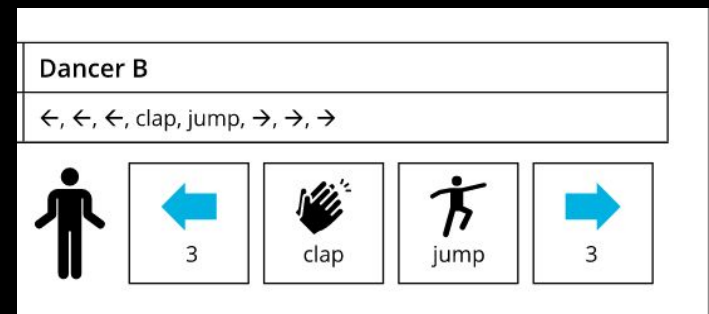 Dancer B
←, ←, ←, clap, jump, →, →, →
3 clap jump 3